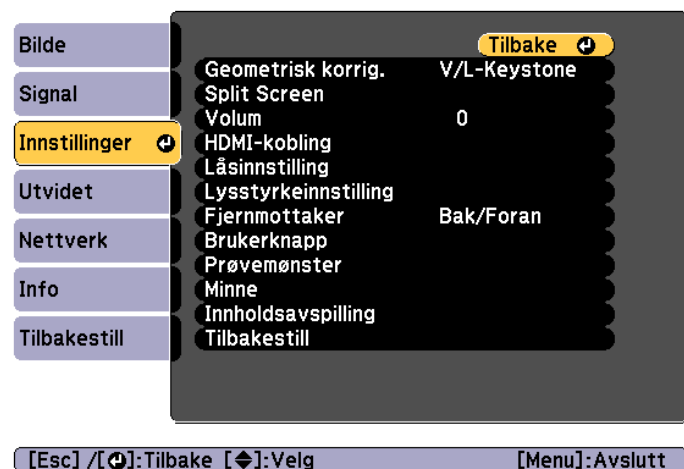 Bilde
Signal
Innstillinger
Utvidet
Nettverk
Info
Tilbakestill
Tilbake
Geometrisk korrig. V/L-Keystone
Split Screen
Volum 0
HDMI-kobling
Låsinnstilling
Lysstyrkeinnstilling
Fjernmottaker Bak/Foran
Brukerknapp
Prøvemønster
Minne
Innholdsavspilling
Tilbakestill
[Esc] /[⏎]:Tilbake [◆]:Velg [Menu]:Avslutt